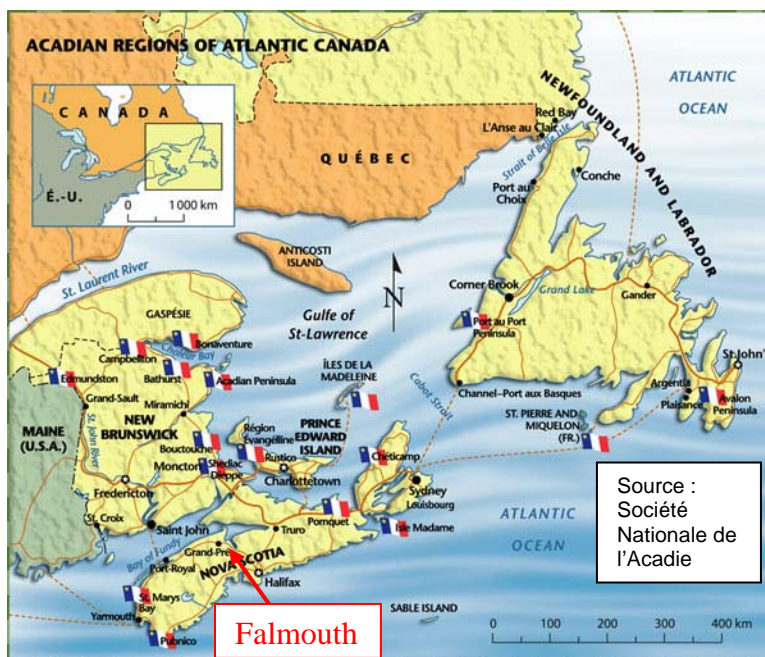 ACADIAN REGIONS OF ATLANTIC CANADA
CANADA
É.-U.
0 1 000 km
QUÉBEC
ATLANTIC
OCEAN
NEWFOUNDLAND AND LABRADOR
Red Bay
L'Anse au Clair
Strait of Belle Isle
Conche
Port au
Choix
ANTICOSTI
ISLAND
N
St. Laurent River
GASPÉSIE
Gulfe of
St-Lawrence
Corner Brook
Grand Lake
Gander
Port au Port
Peninsula
St.John'
Bonaventure
Chaleur Bay
Campbellton
Bathurst
Acadian Peninsula
Edmundston
Grand-Sault
Miramichi
ÎLES DE LA
MADELEINE
Cabot Strait
Channel-Port aux Basques
Argentia
Plaisance
Avalon
Peninsula
ST. PIERRE AND
MIQUELON
(FR.)
MAINE
(U.S.A.)
St. John River
NEW
BRUNSWICK
Bouctouche
Moncton
Shediac
Dieppe
Région
Évangélline
Rustico
PRINCE
EDWARD
ISLAND
Charlottetown
Chéticamp
Sydney
Louisbourg
Fredericton
St. Croix
Saint John
Truro
Pomquet
Isle Madame
Bay of Fundy
Grand-Pré
Port-Royal
NOVA SCOTIA
Halifax
St. Marys
Bay
Yarmouth
Pubnico
SABLE ISLAND
ATLANTIC
OCEAN
Falmouth
Source :
Société
Nationale de
l'Acadie
0 100 200 300 400 km